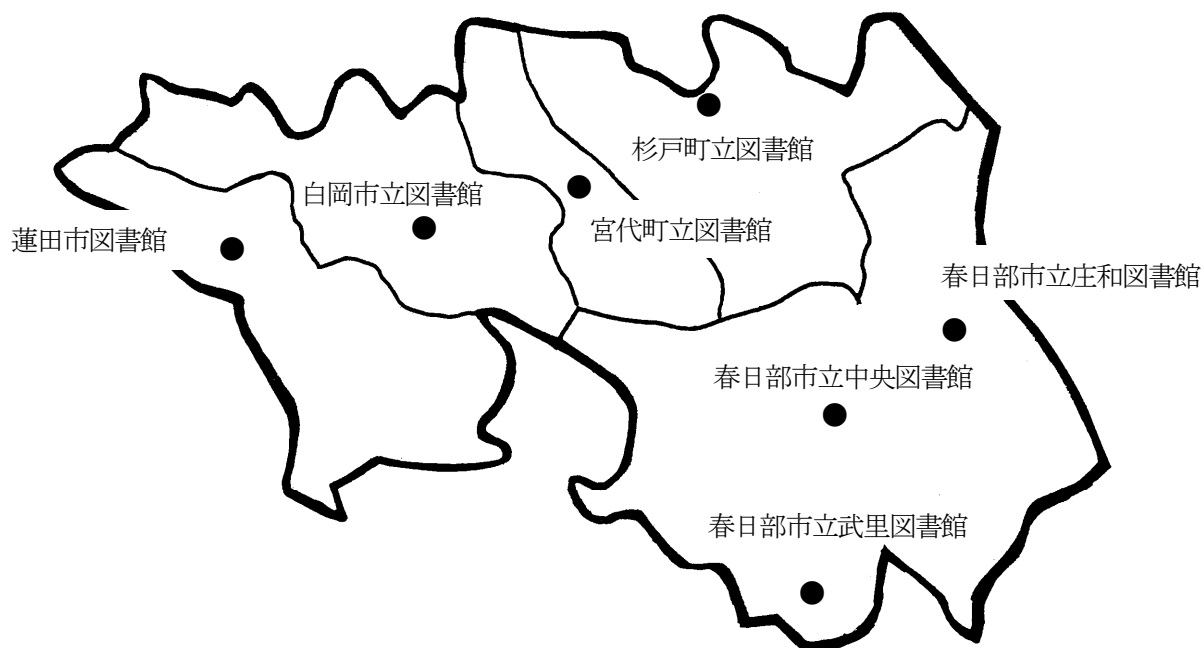 杉戸町立図書館
白岡市立図書館
宮代町立図書館
蓮田市図書館
春日部市立庄和図書館
春日部市立中央図書館
春日部市立武里図書館